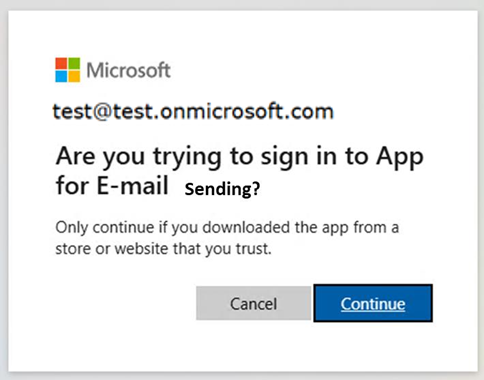 Microsoft
test@test.onmicrosoft.com
Are you trying to sign in to App
for E-mail Sending?
Only continue if you downloaded the app from a
store or website that you trust.
Cancel Continue